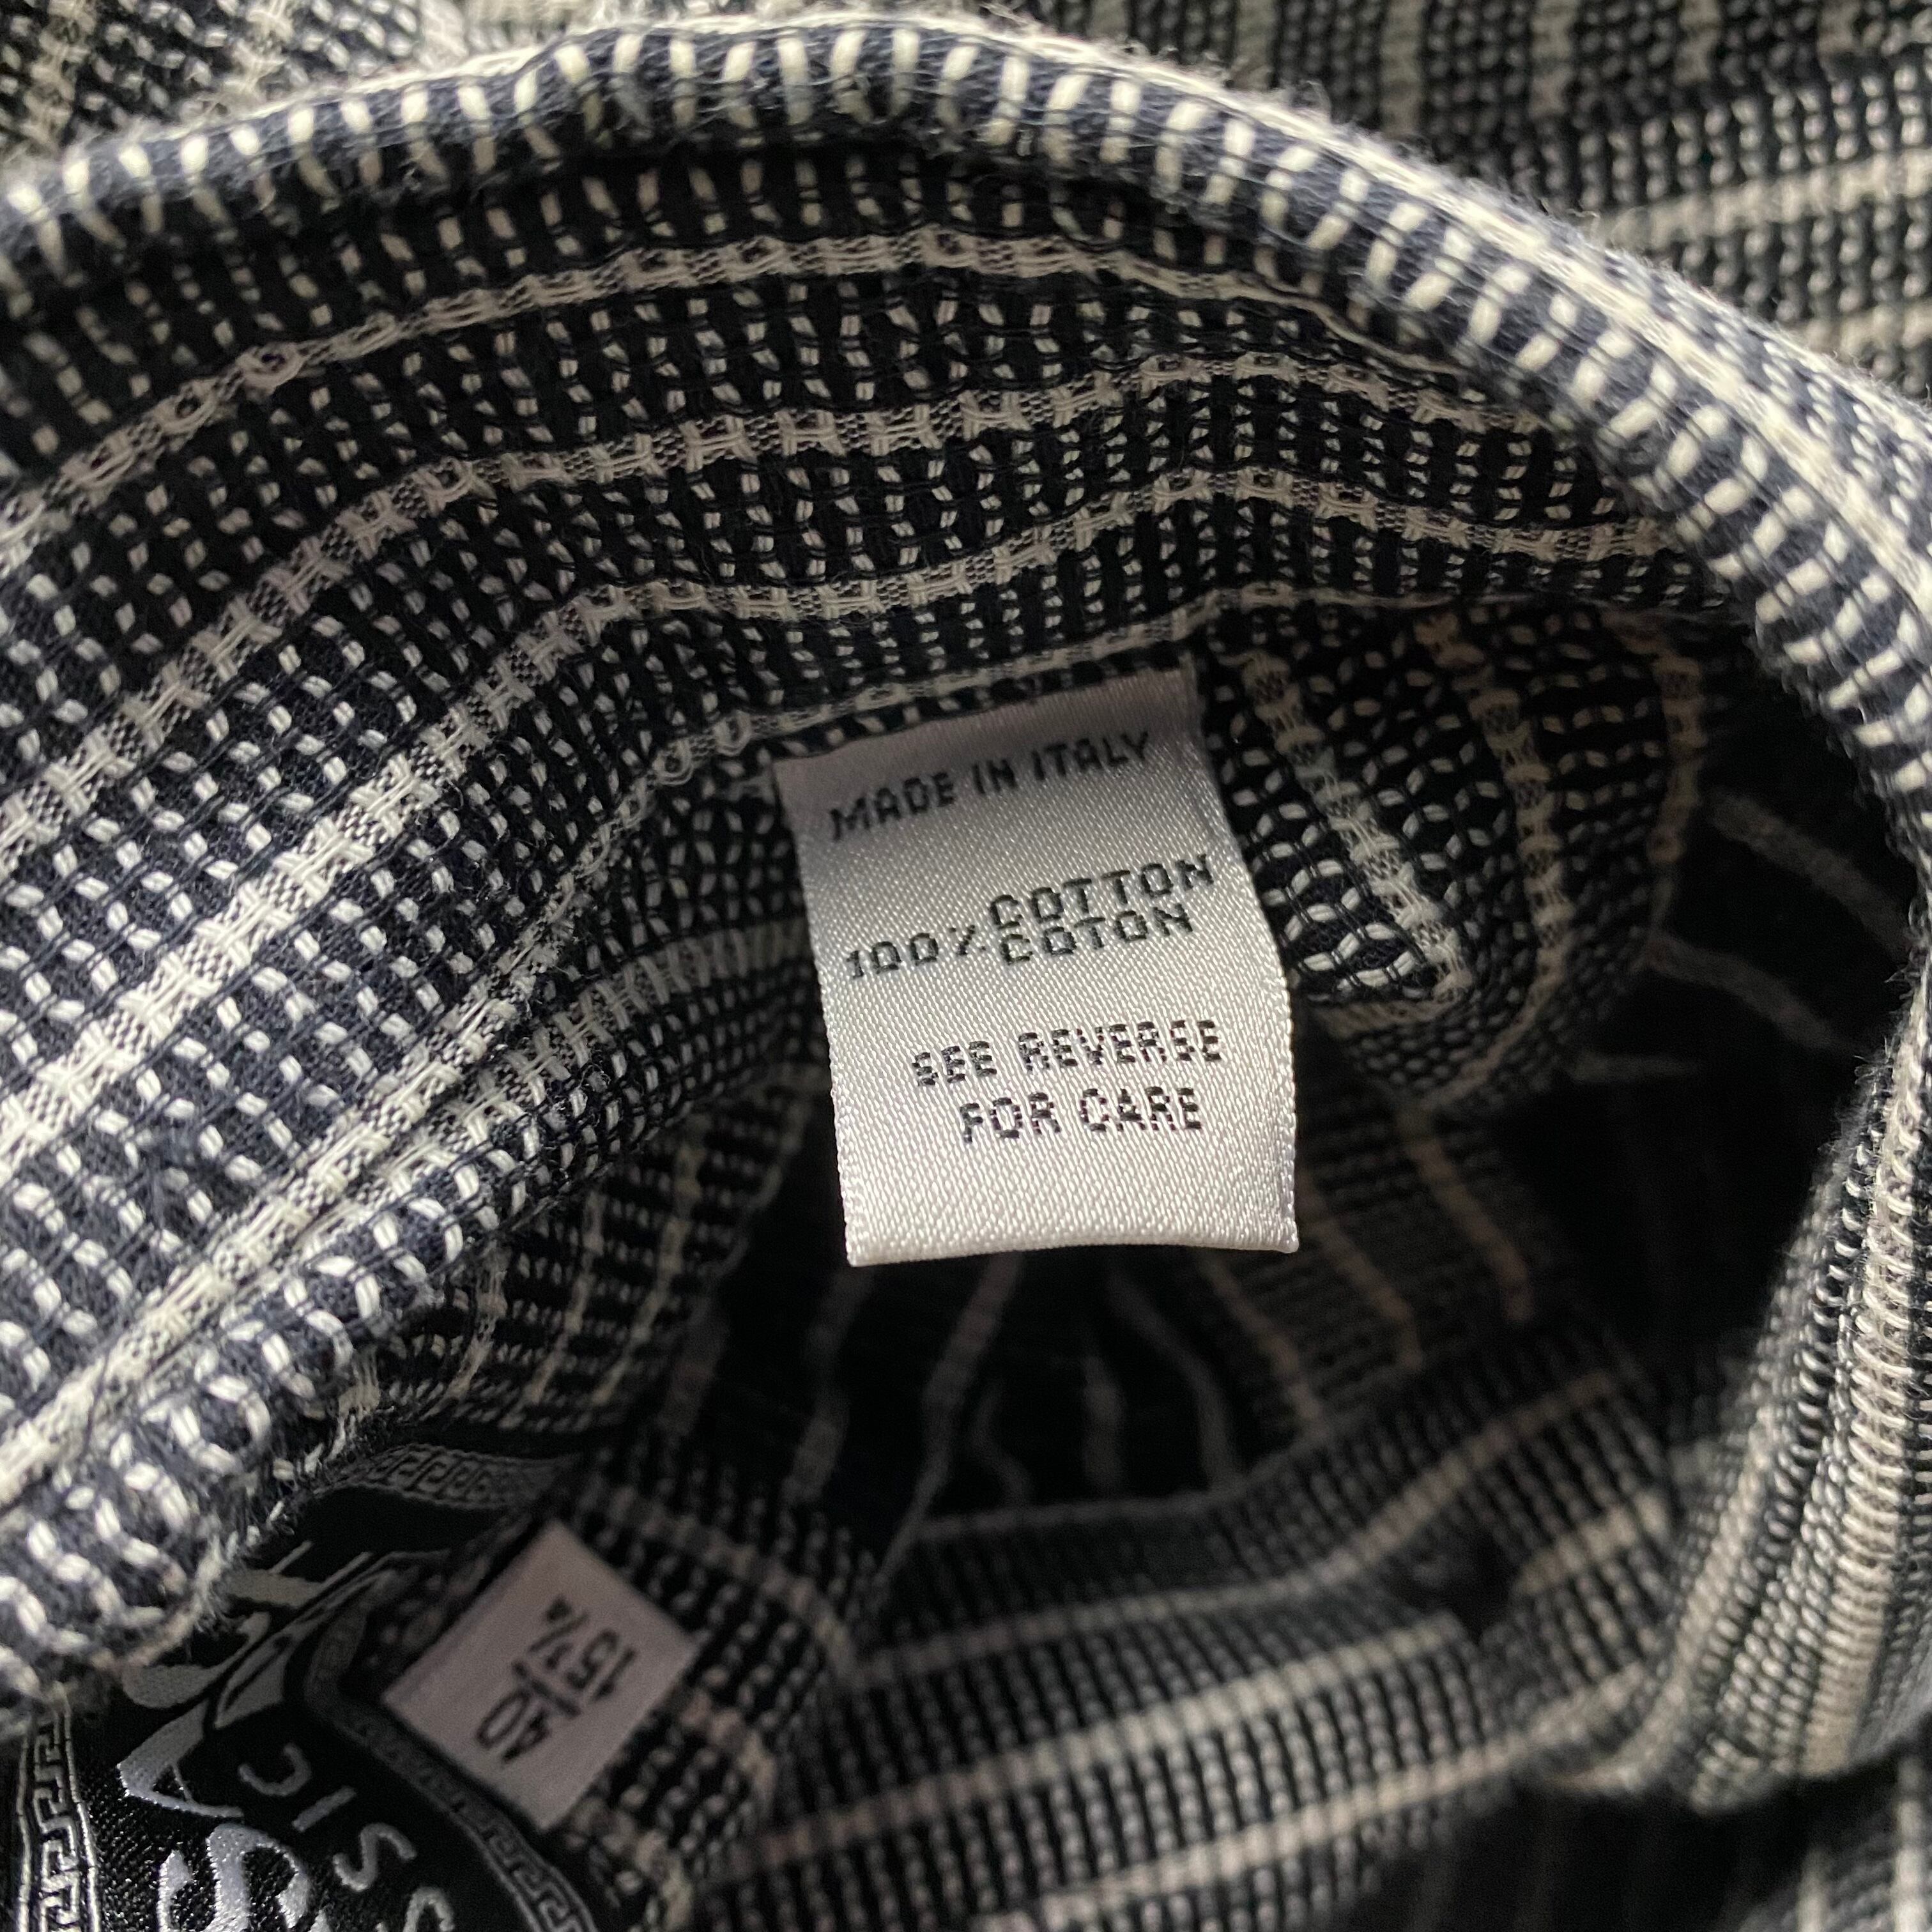 MADE IN ITALY
100% COTTON
COTON
SEE REVERSE
FOR CARE
40
15¾